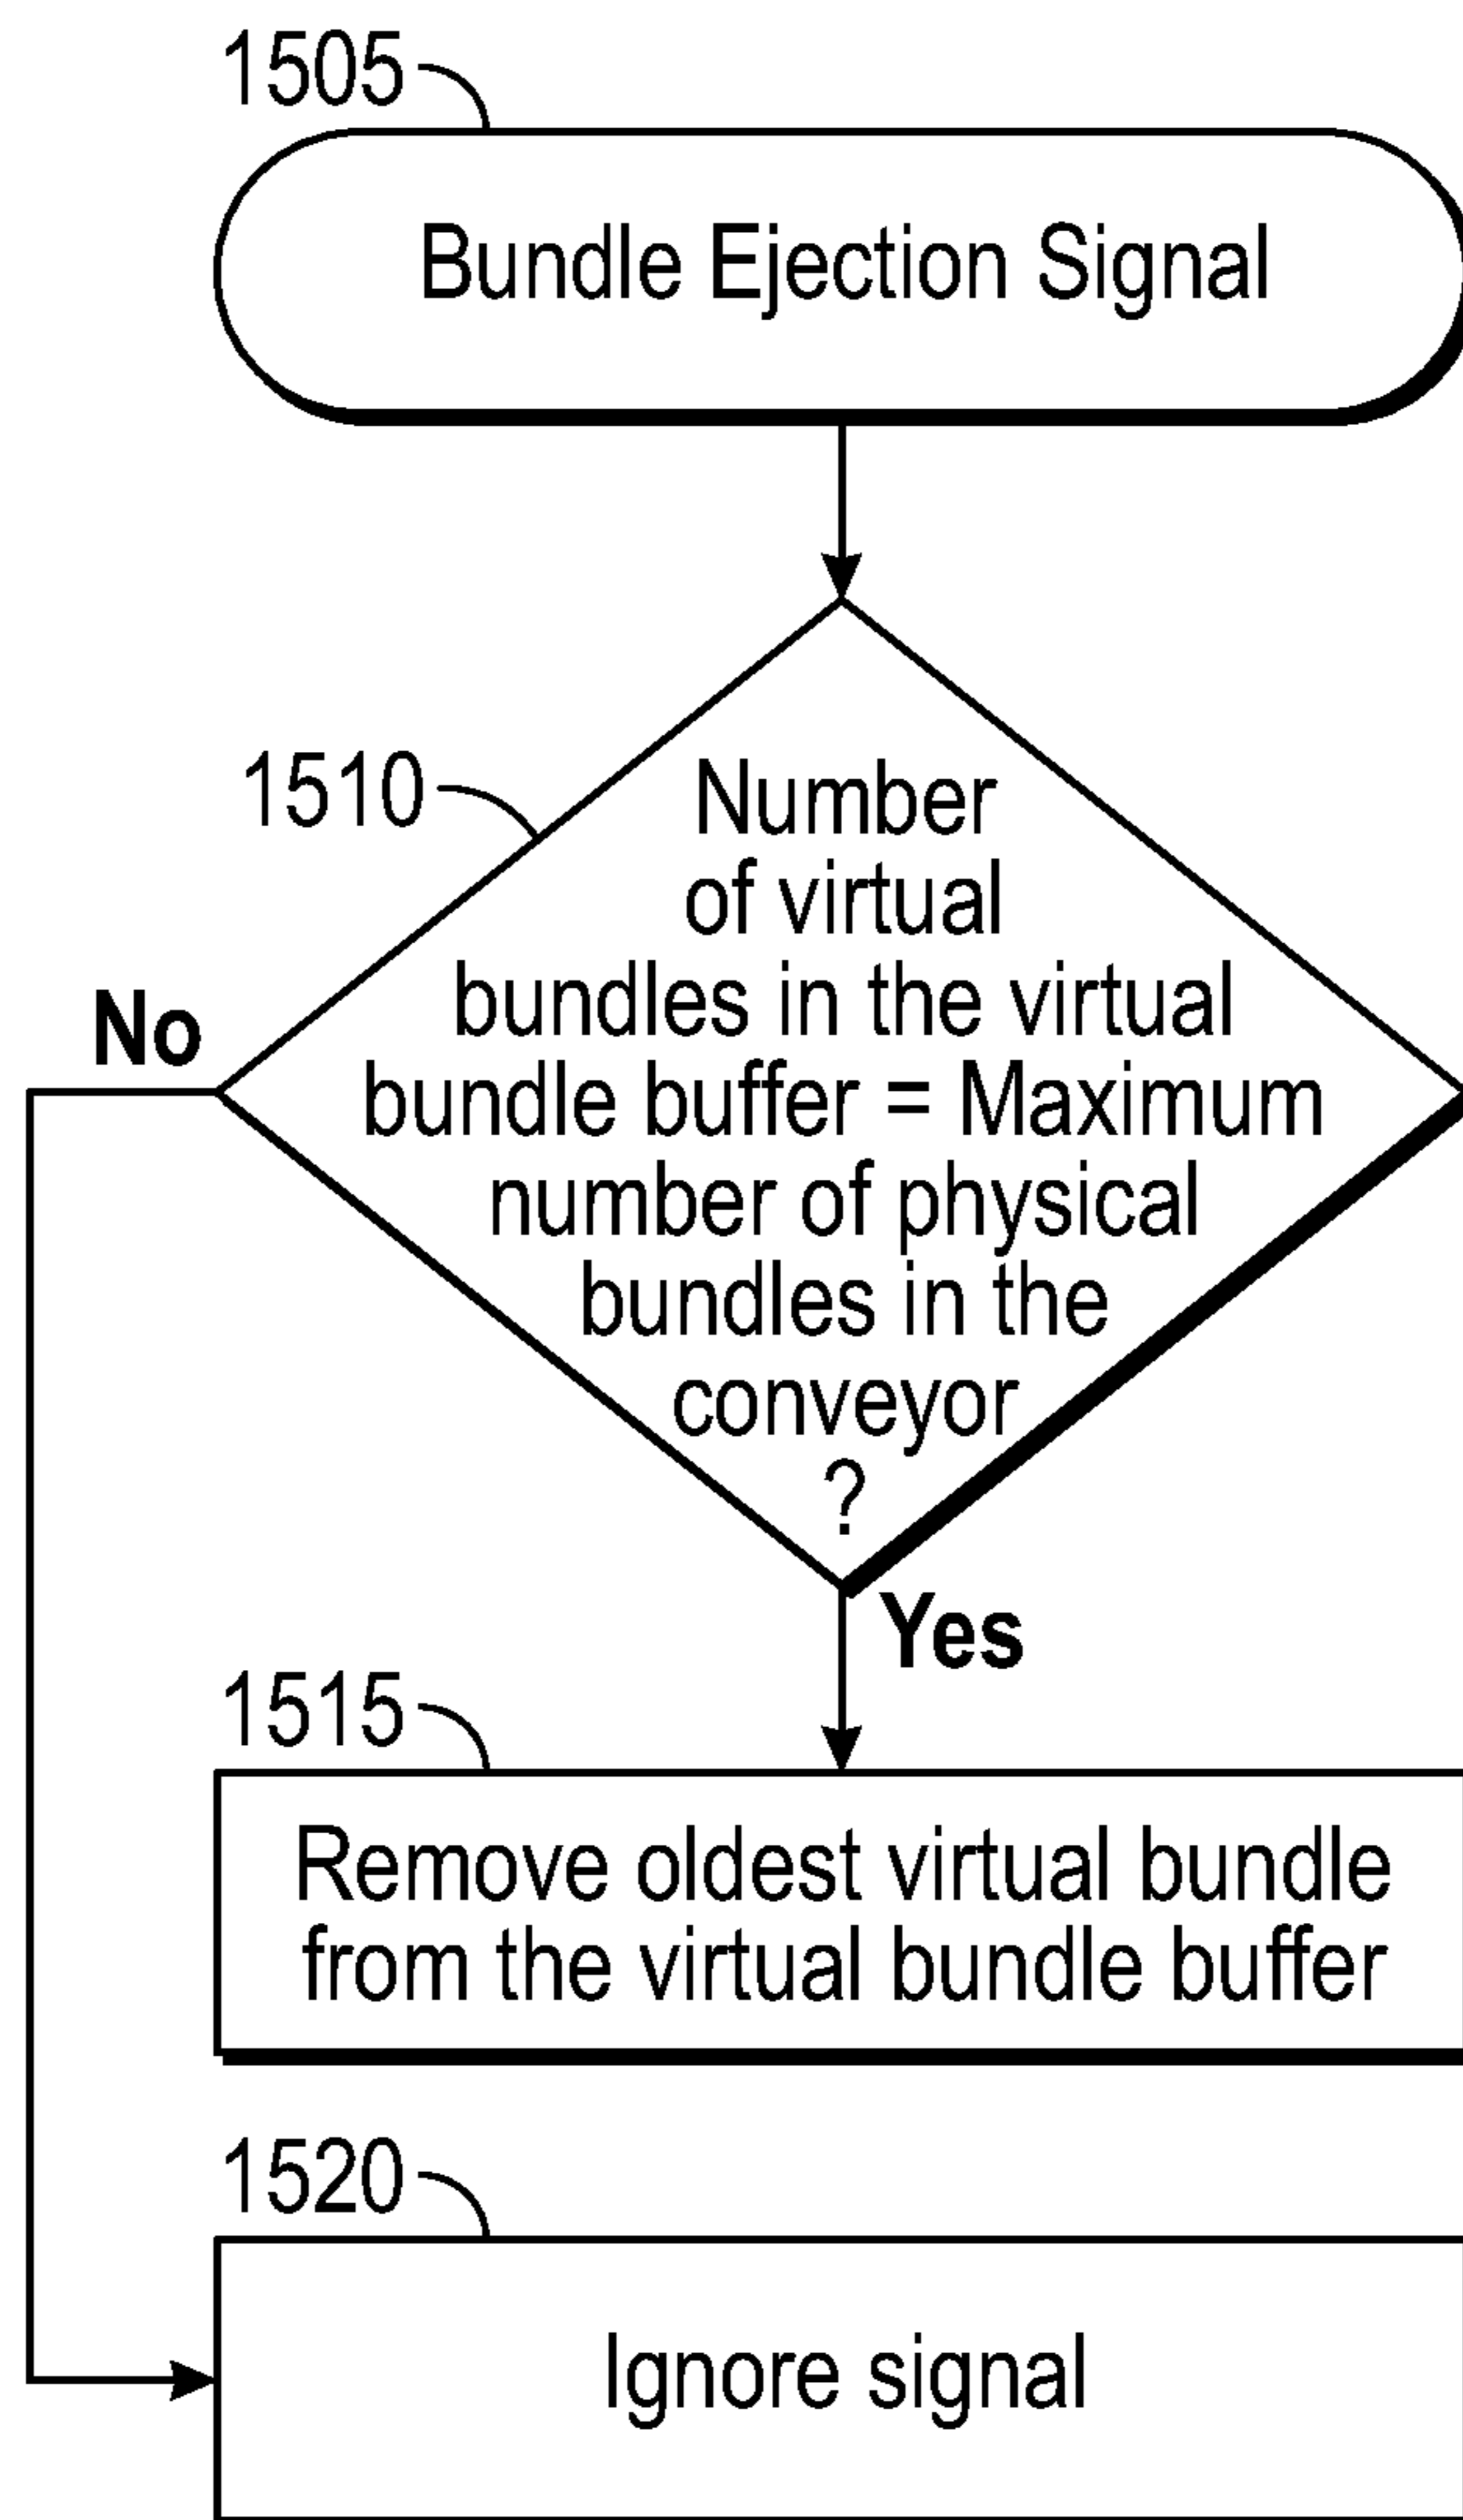 1505
Bundle Ejection Signal
1510
Number
of virtual
bundles in the virtual
bundle buffer = Maximum
number of physical
bundles in the
conveyor
?
No
Yes
1515
Remove oldest virtual bundle
from the virtual bundle buffer
1520
Ignore signal